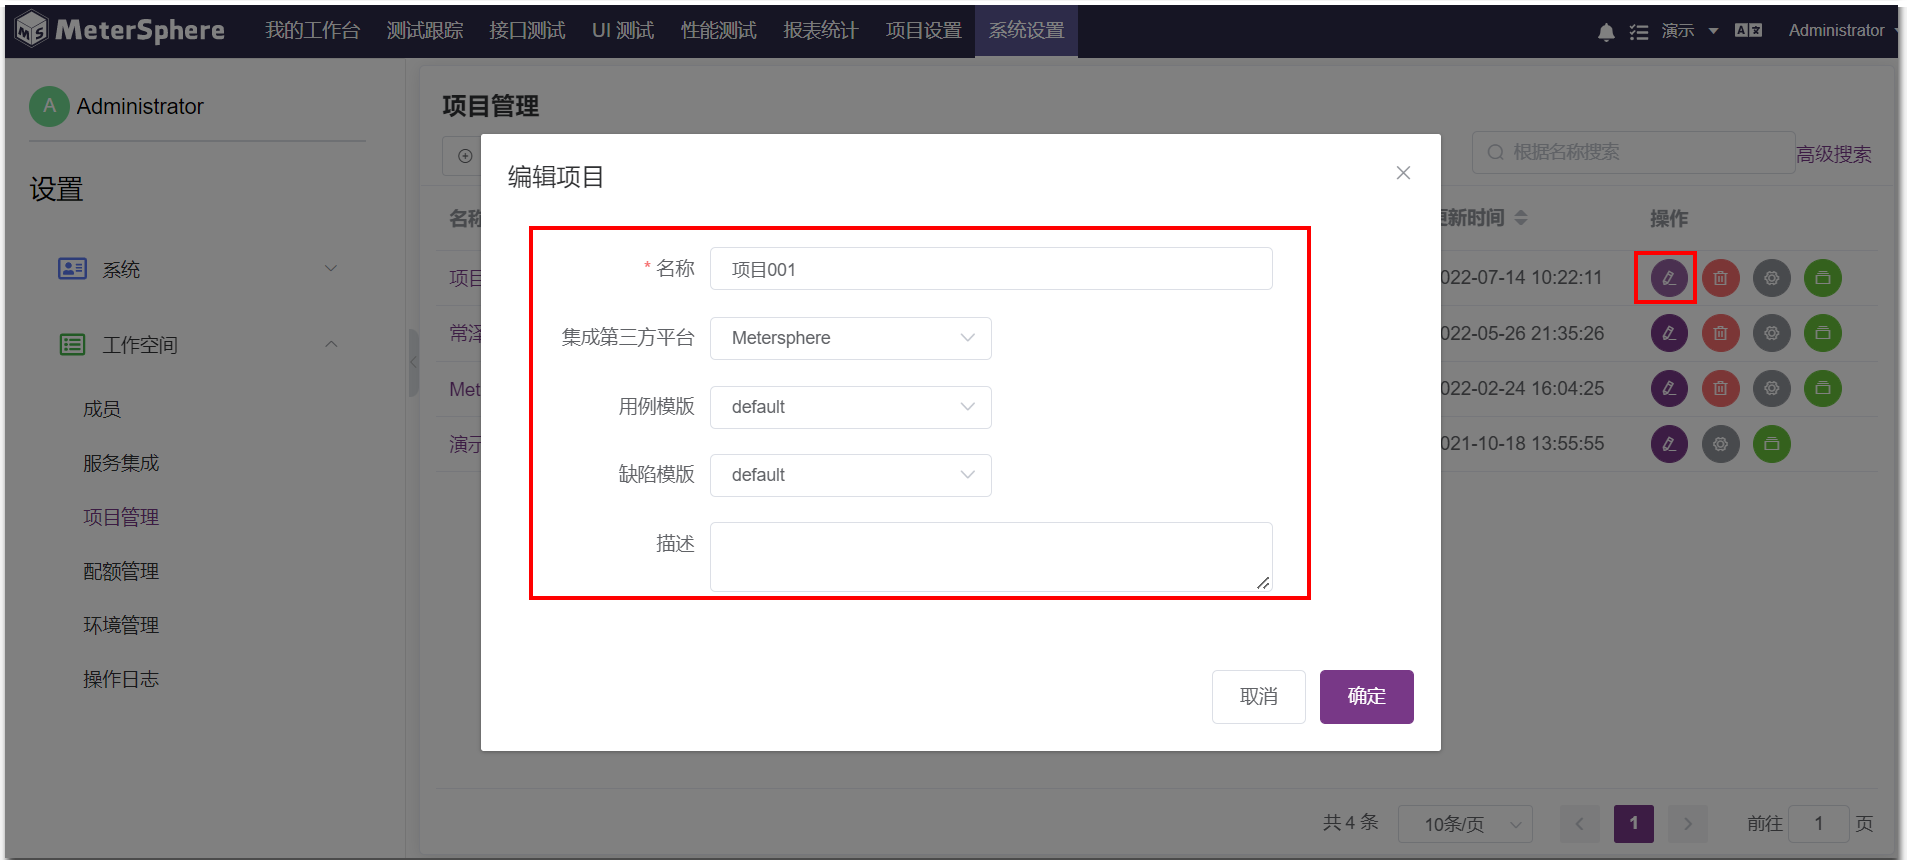 MeterSphere 我的工作台 测试跟踪 接口测试 UI 测试 性能测试 报表统计 项目设置 系统设置 演示 Administrator
A Administrator
设置
系统
工作空间
成员
服务集成
项目管理
配额管理
环境管理
操作日志
项目管理
根据名称搜索 高级搜索
名称 更新时间 操作
项目 022-07-14 10:22:11
常泽 022-05-26 21:35:26
Met 022-02-24 16:04:25
演示 021-10-18 13:55:55
编辑项目
* 名称 项目001
集成第三方平台 Metersphere
用例模版 default
缺陷模版 default
描述
取消 确定
共 4 条 10条/页 1 前往 1 页